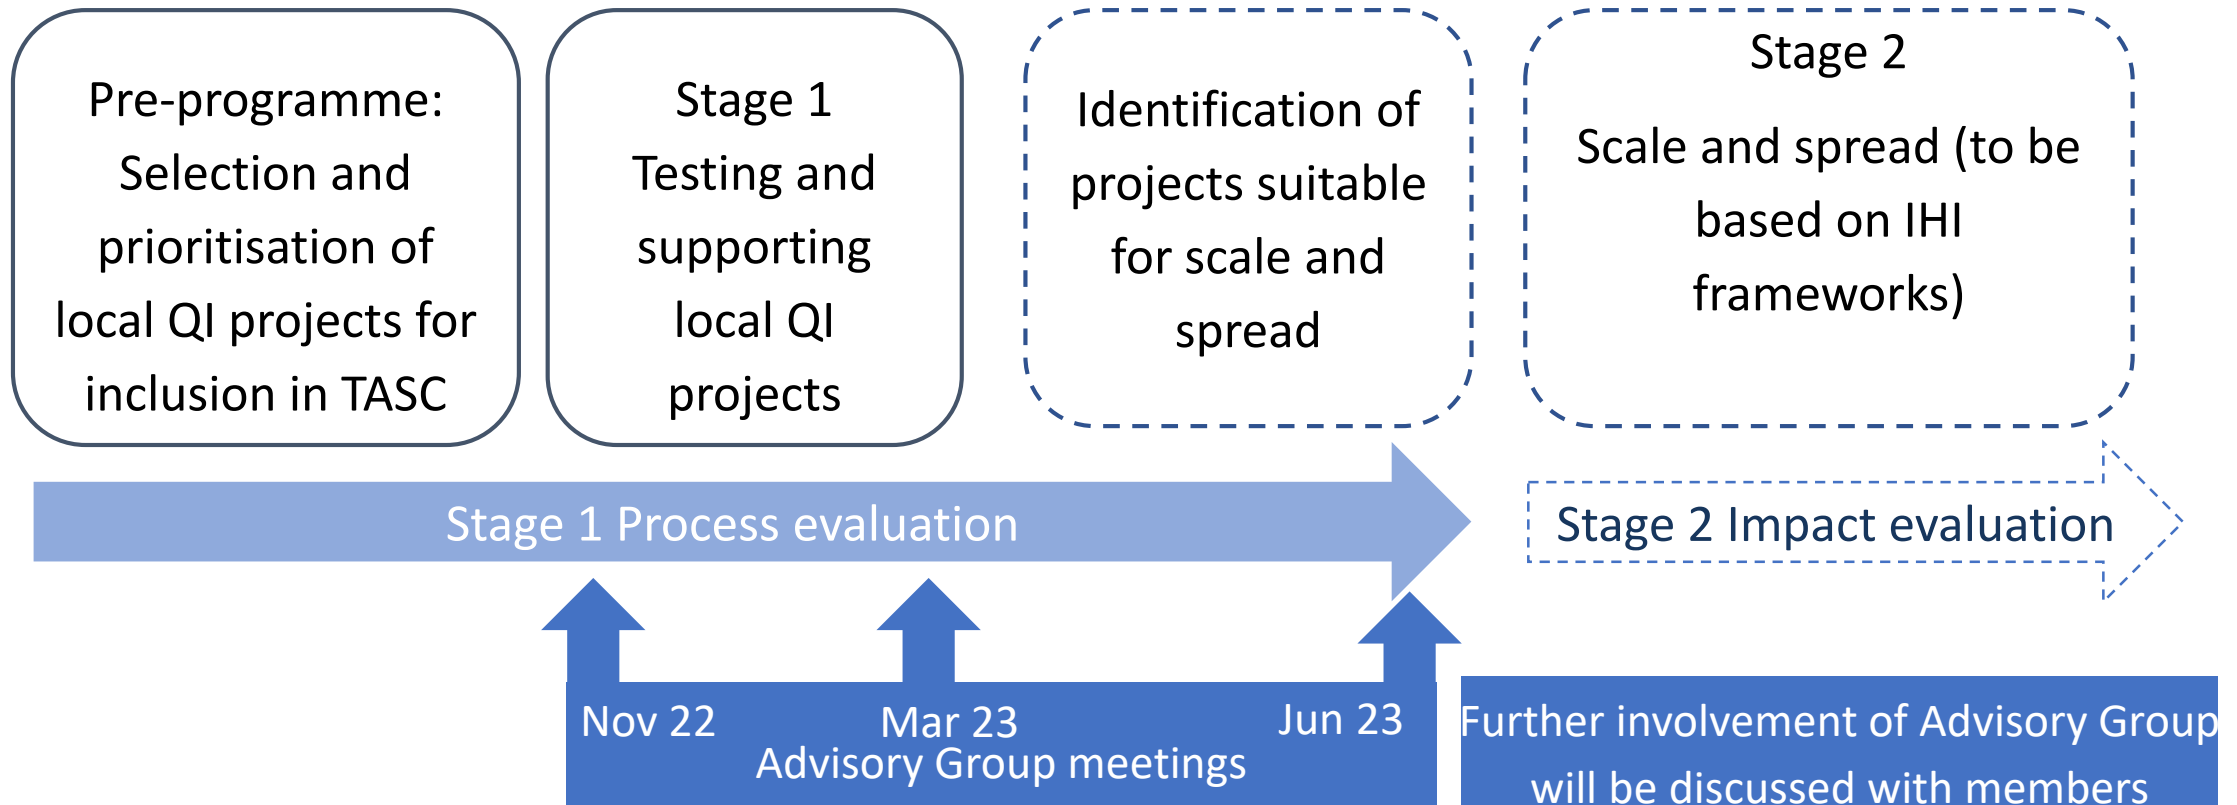 Pre-programme:
Selection and
prioritisation of
local QI projects for
inclusion in TASC
Stage 1
Testing and
supporting
local QI
projects
Identification of
projects suitable
for scale and
spread
Stage 2
Scale and spread (to be
based on IHI
frameworks)
Stage 1 Process evaluation
Stage 2 Impact evaluation
Nov 22
Mar 23
Jun 23
Advisory Group meetings
Further involvement of Advisory Group
will be discussed with members